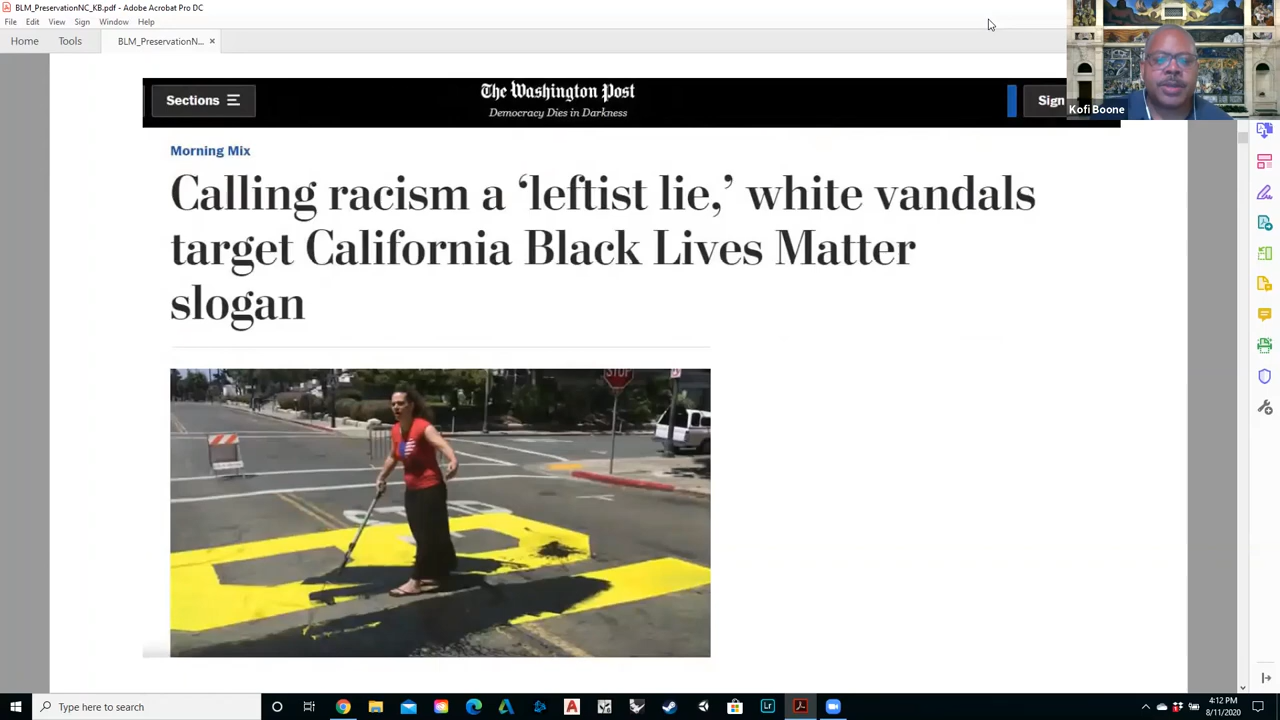 BLM_PreservationNC_KB.pdf - Adobe Acrobat Pro DC
File Edit View Sign Window Help
Home Tools BLM_PreservationN... ×
Sections
The Washington Post
Democracy Dies in Darkness
Sign
Kofi Boone
Morning Mix
Calling racism a ‘leftist lie,’ white vandals
target California Black Lives Matter
slogan
STOP
Type here to search
4:12 PM
8/11/2020